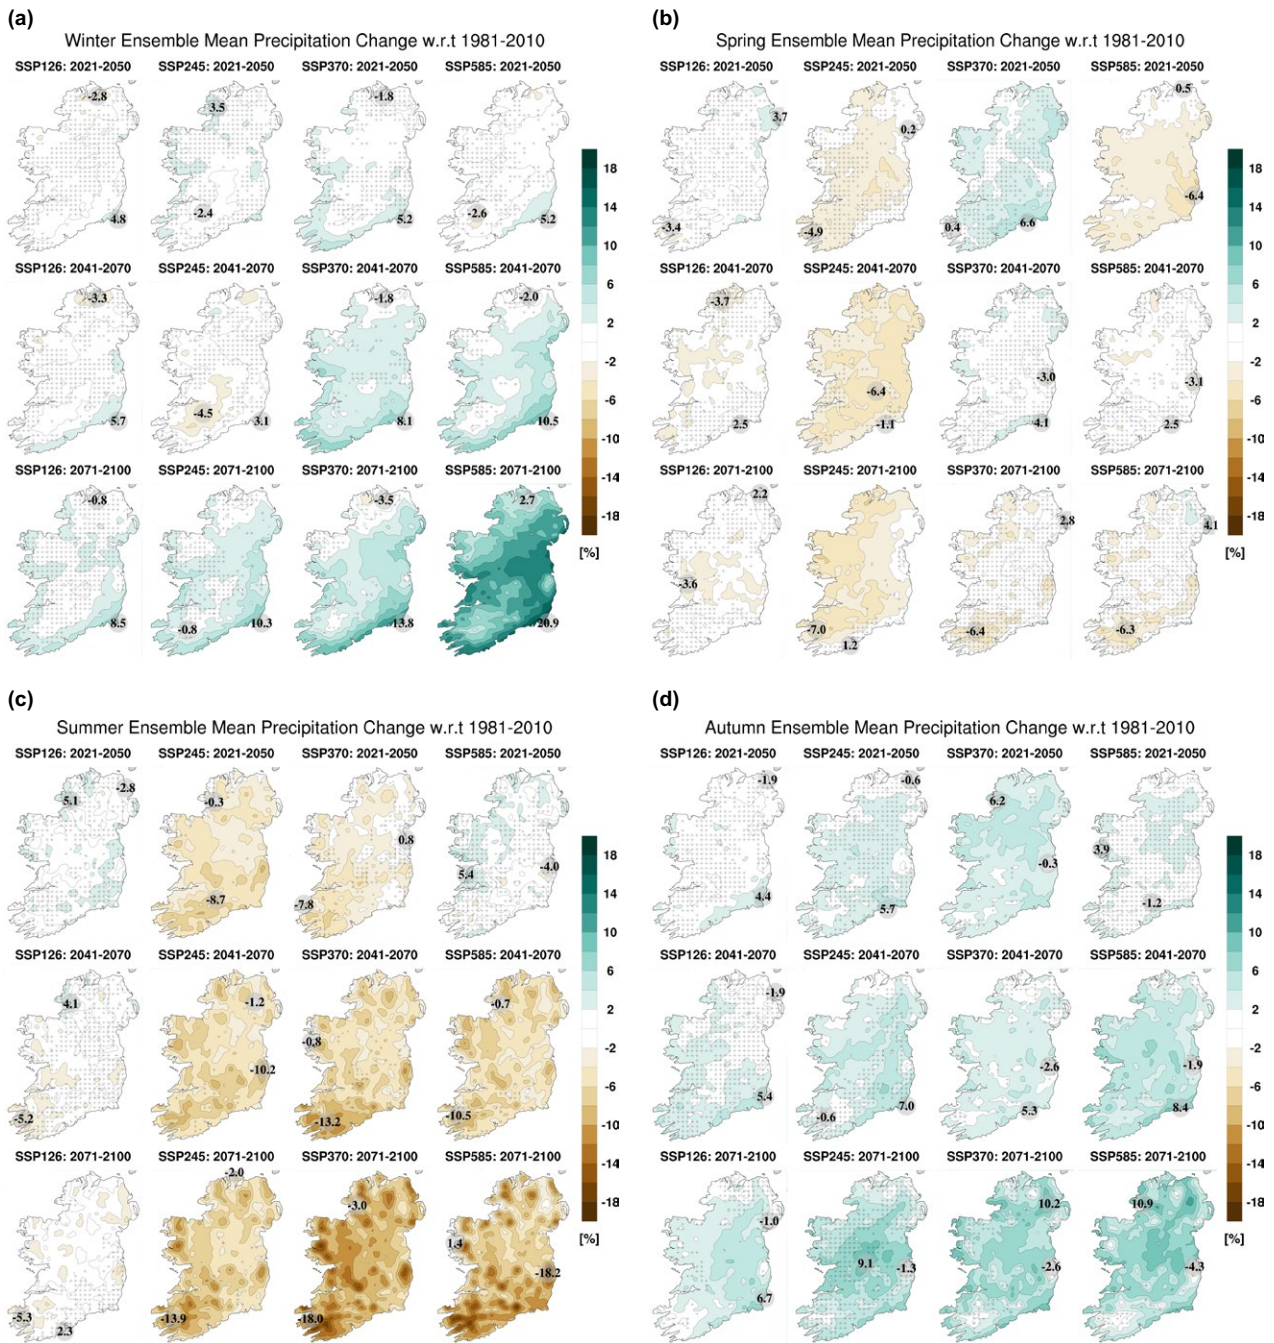 (a)
Winter Ensemble Mean Precipitation Change w.r.t 1981-2010
SSP126: 2021-2050 SSP245: 2021-2050 SSP370: 2021-2050 SSP585: 2021-2050
-2.8 3.5 -1.8
-2.4 -2.6
4.8 5.2 5.2
SSP126: 2041-2070 SSP245: 2041-2070 SSP370: 2041-2070 SSP585: 2041-2070
-3.3 -1.8 -2.0
-4.5
5.7 3.1 8.1 10.5
SSP126: 2071-2100 SSP245: 2071-2100 SSP370: 2071-2100 SSP585: 2071-2100
-0.8 -3.5 2.7
8.5 -0.8 10.3 13.8 20.9
18
14
10
6
2
-2
-6
-10
-14
-18
[%]
(b)
Spring Ensemble Mean Precipitation Change w.r.t 1981-2010
SSP126: 2021-2050 SSP245: 2021-2050 SSP370: 2021-2050 SSP585: 2021-2050
3.7 0.2 0.5
-6.4
-3.4 -4.9 0.4 6.6
SSP126: 2041-2070 SSP245: 2041-2070 SSP370: 2041-2070 SSP585: 2041-2070
-3.7
-6.4 -3.0 -3.1
2.5 -1.1 4.1 2.5
SSP126: 2071-2100 SSP245: 2071-2100 SSP370: 2071-2100 SSP585: 2071-2100
2.2 2.8 4.1
-3.6
-7.0 1.2 -6.4 -6.3
18
14
10
6
2
-2
-6
-10
-14
-18
[%]
(c)
Summer Ensemble Mean Precipitation Change w.r.t 1981-2010
SSP126: 2021-2050 SSP245: 2021-2050 SSP370: 2021-2050 SSP585: 2021-2050
5.1 -2.8 -0.3
0.8 5.4 -4.0
-8.7 -7.8
SSP126: 2041-2070 SSP245: 2041-2070 SSP370: 2041-2070 SSP585: 2041-2070
4.1 -1.2 -0.7
-0.8
-10.2
-5.2 -13.2 -10.5
SSP126: 2071-2100 SSP245: 2071-2100 SSP370: 2071-2100 SSP585: 2071-2100
-2.0
-3.0
1.4
-18.2
-5.3 2.3 -13.9 -18.0
18
14
10
6
2
-2
-6
-10
-14
-18
[%]
(d)
Autumn Ensemble Mean Precipitation Change w.r.t 1981-2010
SSP126: 2021-2050 SSP245: 2021-2050 SSP370: 2021-2050 SSP585: 2021-2050
-1.9 -0.6 6.2
3.9
-0.3
4.4 5.7 -1.2
SSP126: 2041-2070 SSP245: 2041-2070 SSP370: 2041-2070 SSP585: 2041-2070
-1.9
-2.6 -1.9
5.4 -0.6 7.0 5.3 8.4
SSP126: 2071-2100 SSP245: 2071-2100 SSP370: 2071-2100 SSP585: 2071-2100
-1.0 10.2 10.9
9.1 -1.3 -2.6 -4.3
6.7
18
14
10
6
2
-2
-6
-10
-14
-18
[%]